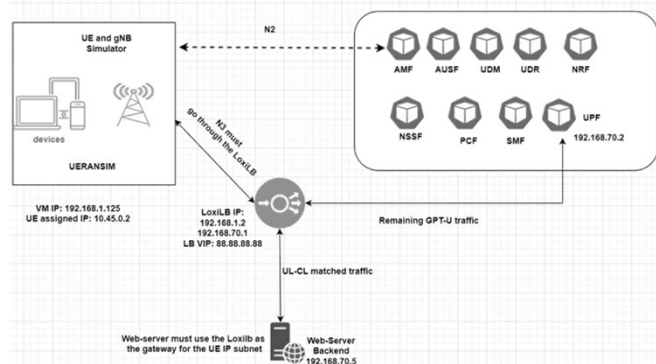 UE and gNB
Simulator
devices
UERANSIM
N2
AMF
AUSF
UDM
UDR
NRF
NSSF
PCF
SMF
UPF
192.168.70.2
N3 must
go through the LoxiLB
VM IP: 192.168.1.125
UE assigned IP: 10.45.0.2
LoxiLB IP:
192.168.1.2
192.168.70.1
LB VIP: 88.88.88.88
Remaining GPT-U traffic
UL-CL matched traffic
Web-server must use the Loxilb as
the gateway for the UE IP subnet
Web-Server
Backend
192.168.70.5